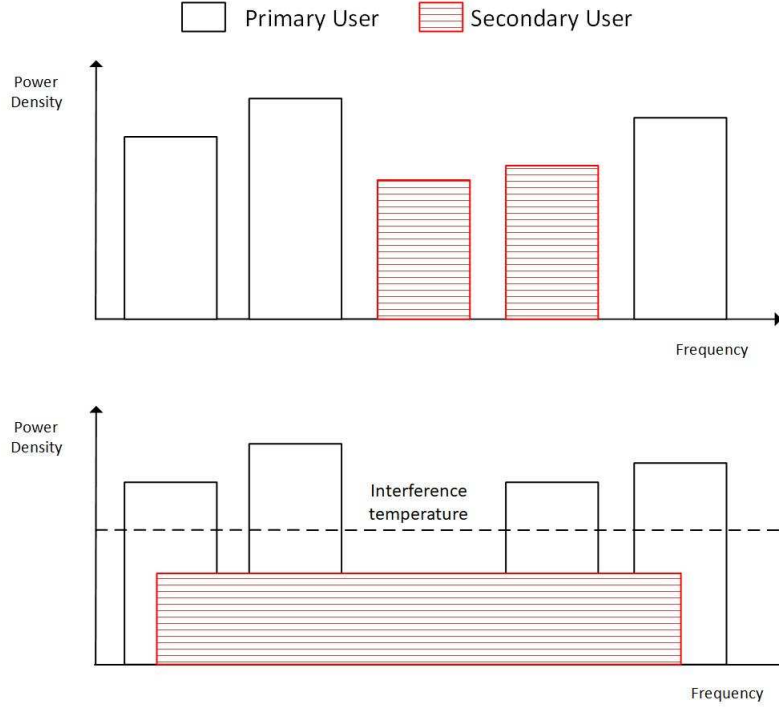 Primary User
Secondary User
Power
Density
Frequency
Power
Density
Interference
temperature
Frequency